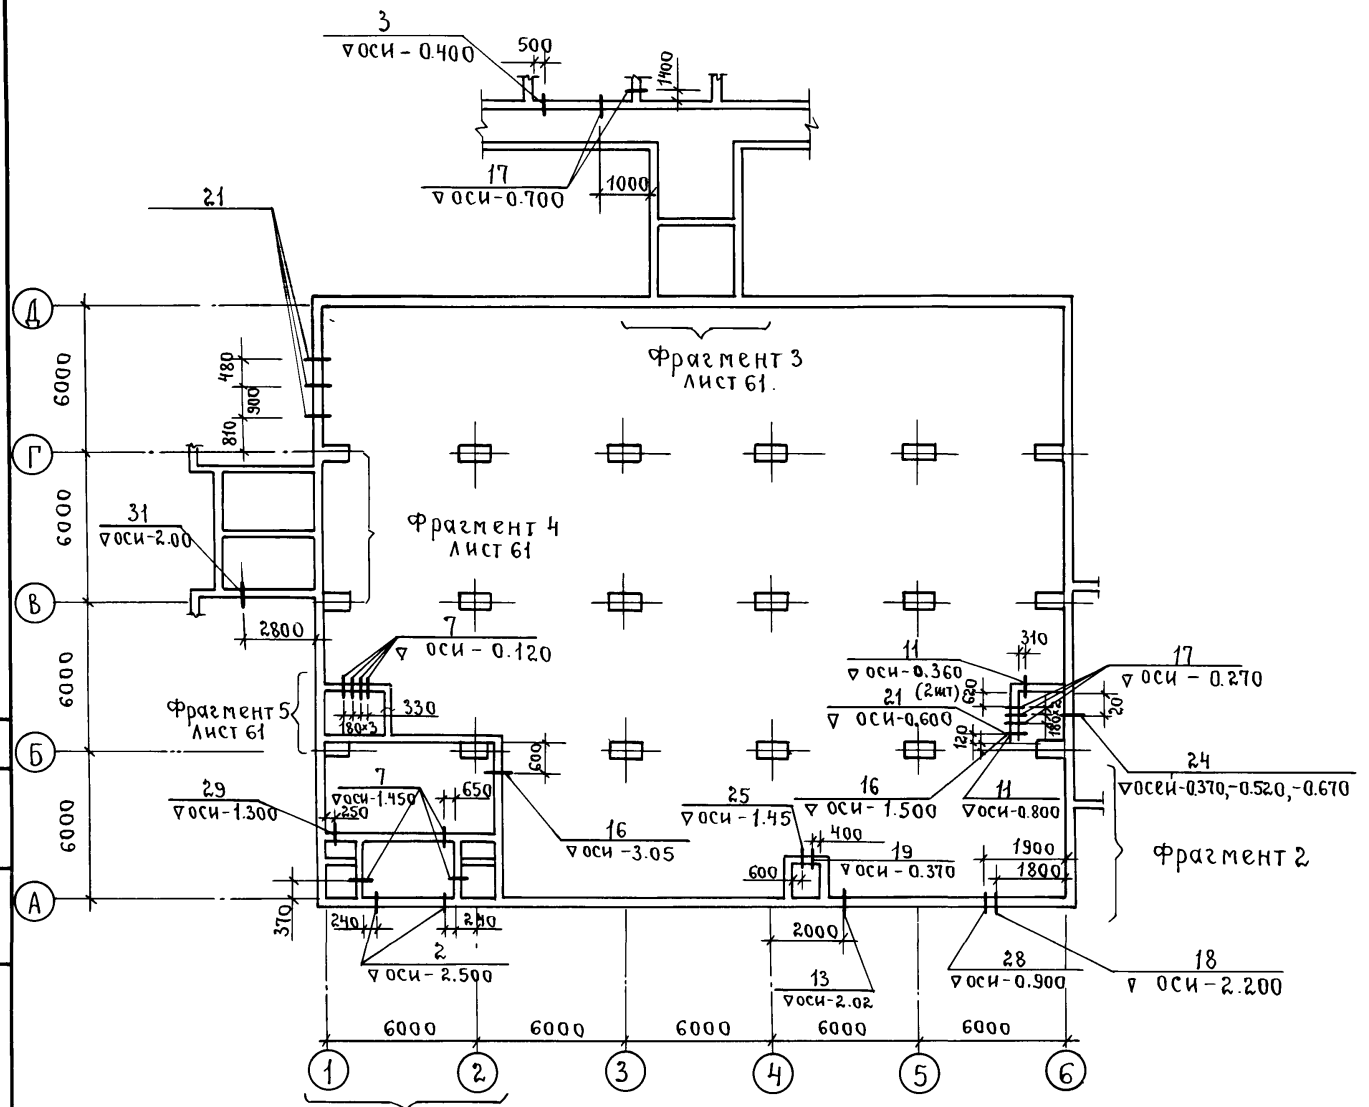 3
▽ оси - 0.400
500
1400
17
▽ оси-0.700
1000
21
Д
6000
480
900
810
Фрагмент 3
лист 61.
Г
6000
31
▽оси-2.00
Фрагмент 4
лист 61
В
2800
6000
7
▽ оси - 0.120
310
11
▽оси-0.360
(2шт)
17
▽ оси - 0.270
620
21
▽ оси-0.600
180×2
20
Фрагмент 5
лист 61
330
180×3
Б
600
120
24
▽осей-0.370,-0.520,-0.670
29
▽оси-1.300
7
▽оси-1.450
650
250
25
▽оси-1.45
16
▽оси-1.500
11
▽оси-0.800
6000
16
▽оси -3.05
400
19
▽оси-0.370
1900
1800
Фрагмент 2
600
А
370
240
240
2
▽ оси-2.500
2000
13
▽оси-2.02
28
▽оси-0.900
18
▽ оси-2.200
6000
6000
6000
6000
6000
1
2
3
4
5
6